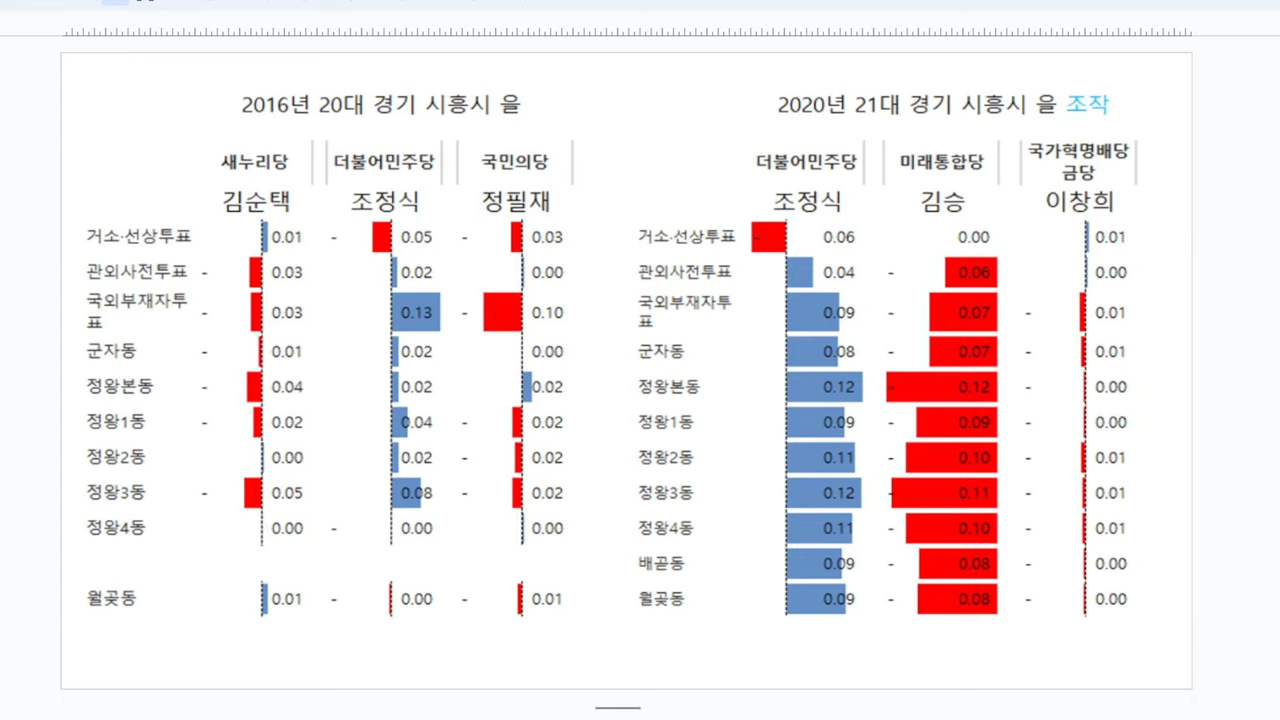 2016년 20대 경기 시흥시 을
새누리당 더불어민주당 국민의당
김순택 조정식 정필재
거소·선상투표 0.01 - 0.05 - 0.03
관외사전투표 - 0.03 0.02 0.00
국외부재자투
표 - 0.03 0.13 - 0.10
군자동 - 0.01 0.02 0.00
정왕본동 - 0.04 0.02 0.02
정왕1동 - 0.02 0.04 - 0.02
정왕2동 0.00 0.02 - 0.02
정왕3동 - 0.05 0.08 - 0.02
정왕4동 0.00 - 0.00 0.00
월곶동 0.01 - 0.00 - 0.01
2020년 21대 경기 시흥시 을 조작
더불어민주당 미래통합당 국가혁명배당
금당
조정식 김승 이창희
거소·선상투표 - 0.06 0.00 0.01
관외사전투표 0.04 - 0.06 0.00
국외부재자투
표 0.09 - 0.07 - 0.01
군자동 0.08 - 0.07 - 0.01
정왕본동 0.12 - 0.12 - 0.00
정왕1동 0.09 - 0.09 - 0.00
정왕2동 0.11 - 0.10 - 0.01
정왕3동 0.12 - 0.11 - 0.01
정왕4동 0.11 - 0.10 - 0.01
배곧동 0.09 - 0.08 - 0.00
월곶동 0.09 - 0.08 - 0.00